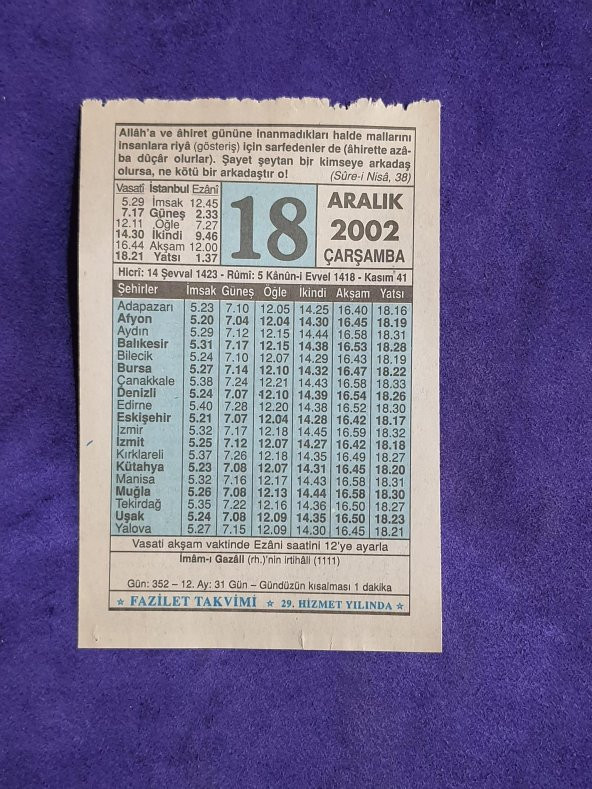 Allâh'a ve âhiret gününe inanmadıkları halde mallarını
insanlara riyâ (gösteriş) için sarfedenler de (âhirette azâ-
ba dûçâr olurlar). Şayet şeytan bir kimseye arkadaş
olursa, ne kötü bir arkadaştır o! (Sûre-i Nisâ, 38)
Vasatî İstanbul Ezânî
5.29 İmsak 12.45
7.17 Güneş 2.33
12.11 Öğle 7.27
14.30 İkindi 9.46
16.44 Akşam 12.00
18.21 Yatsı 1.37
18
ARALIK
2002
ÇARŞAMBA
Hicrî: 14 Şevval 1423 - Rûmî: 5 Kânûn-i Evvel 1418 - Kasım 41
Şehirler İmsak Güneş Öğle İkindi Akşam Yatsı
Adapazarı 5.23 7.10 12.05 14.25 16.40 18.16
Afyon 5.20 7.04 12.04 14.30 16.45 18.19
Aydın 5.29 7.12 12.15 14.44 16.58 18.31
Balıkesir 5.31 7.17 12.15 14.38 16.53 18.28
Bilecik 5.24 7.10 12.07 14.29 16.43 18.19
Bursa 5.27 7.14 12.10 14.32 16.47 18.22
Çanakkale 5.38 7.24 12.21 14.43 16.58 18.33
Denizli 5.24 7.07 12.10 14.39 16.54 18.26
Edirne 5.40 7.28 12.20 14.38 16.52 18.30
Eskişehir 5.21 7.07 12.04 14.28 16.42 18.17
İzmir 5.32 7.17 12.18 14.45 16.59 18.32
İzmit 5.25 7.12 12.07 14.27 16.42 18.18
Kırklareli 5.37 7.26 12.18 14.35 16.49 18.27
Kütahya 5.23 7.08 12.07 14.31 16.45 18.20
Manisa 5.32 7.16 12.17 14.43 16.58 18.31
Muğla 5.26 7.08 12.13 14.44 16.58 18.30
Tekirdağ 5.35 7.22 12.16 14.36 16.50 18.27
Uşak 5.24 7.08 12.09 14.35 16.50 18.23
Yalova 5.27 7.15 12.09 14.30 16.45 18.21
Vasati akşam vaktinde Ezâni saatini 12'ye ayarla
İmâm-ı Gazâlî (rh.)'nin irtihâli (1111)
Gün: 352 – 12. Ay: 31 Gün – Gündüzün kısalması 1 dakika
☆ FAZİLET TAKVİMİ ☆ 29. HİZMET YILINDA ☆